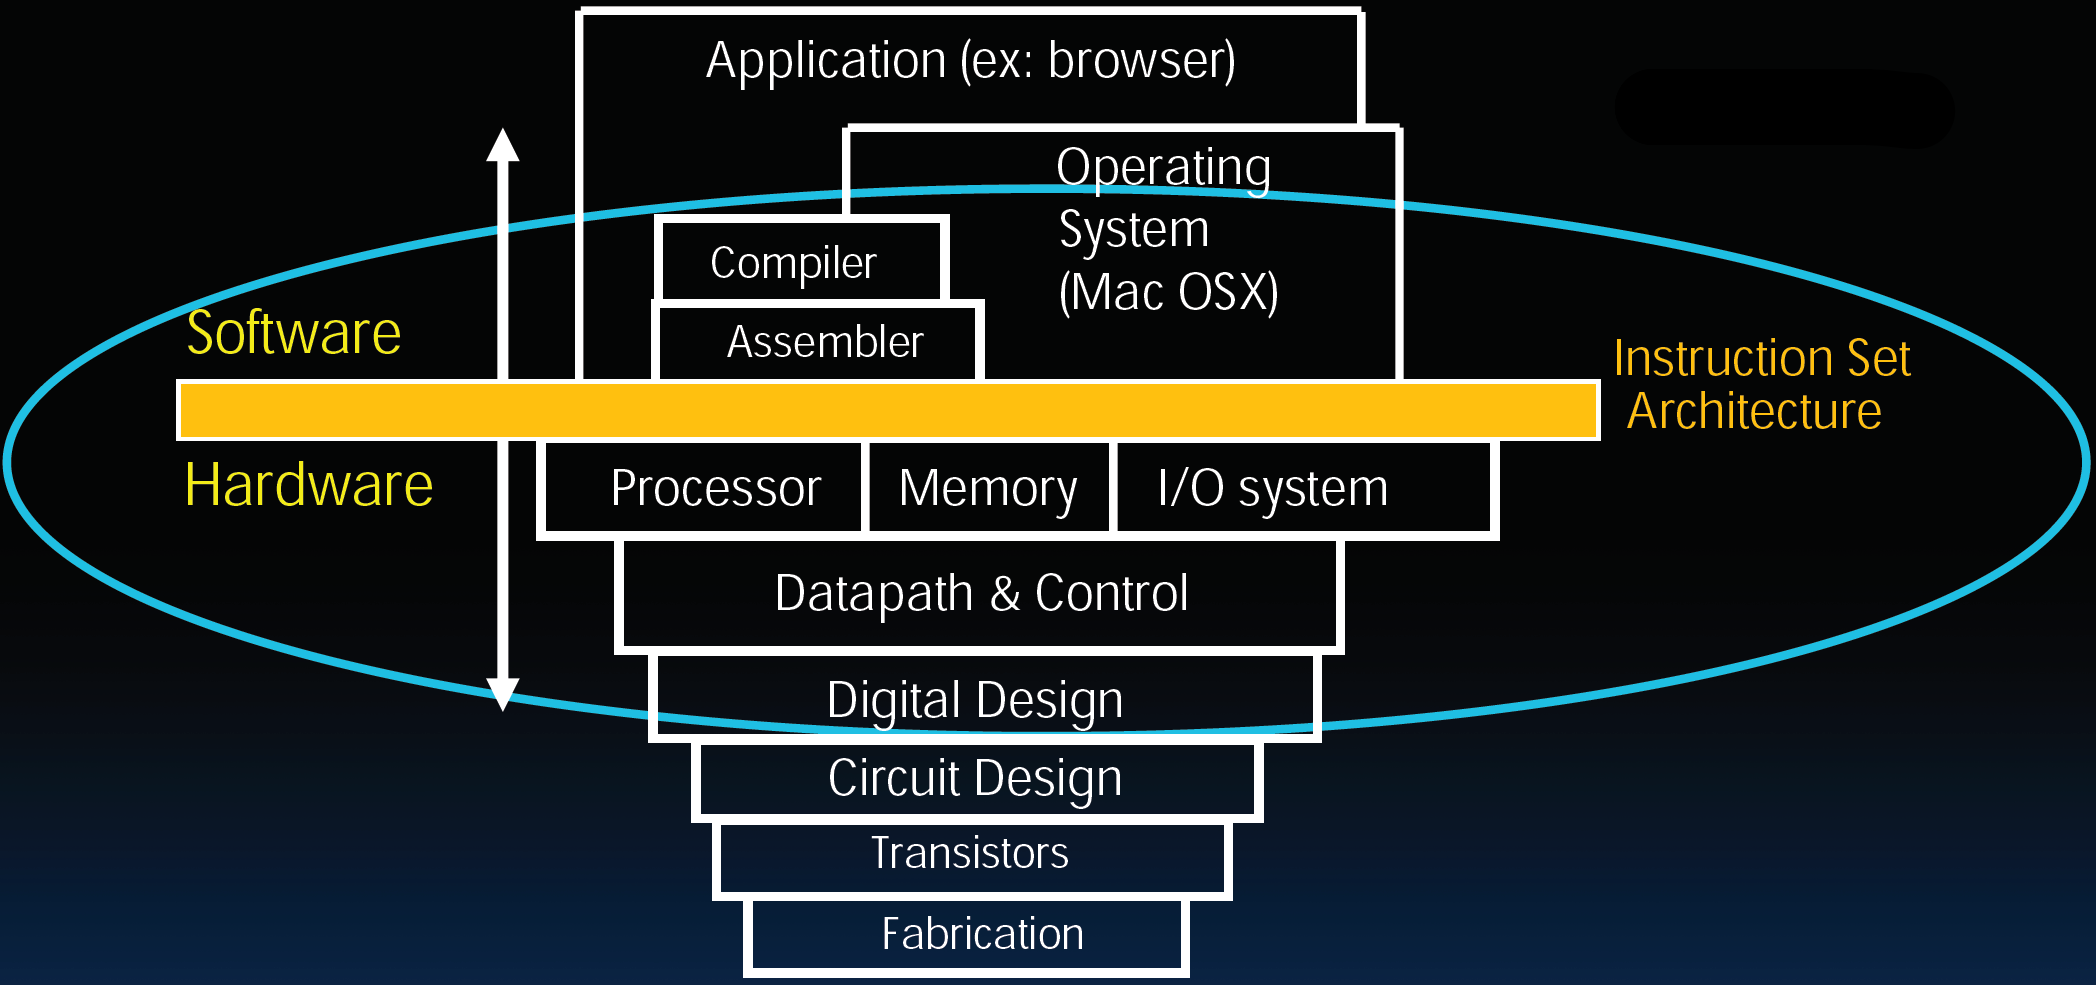 Application (ex: browser)
Operating
System
(Mac OSX)
Compiler
Assembler
Software
Instruction Set
Architecture
Hardware
Processor
Memory
I/O system
Datapath & Control
Digital Design
Circuit Design
Transistors
Fabrication